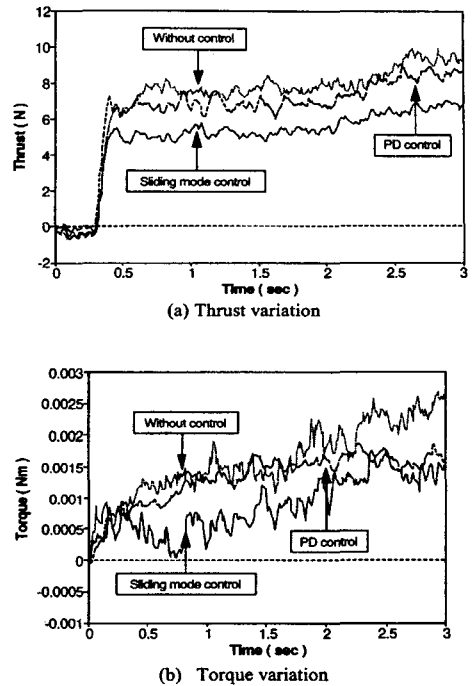 12
10
8
6
4
2
0
-2
Thrust ( N )
Without control
PD control
Sliding mode control
0
0.5
1
1.5
2
2.5
3
Time ( sec )
(a) Thrust variation
0.003
0.0025
0.002
0.0015
0.001
0.0005
0
-0.0005
-0.001
Torque ( Nm )
Without control
PD control
Sliding mode control
0
0.5
1
1.5
2
2.5
3
Time ( sec )
(b) Torque variation